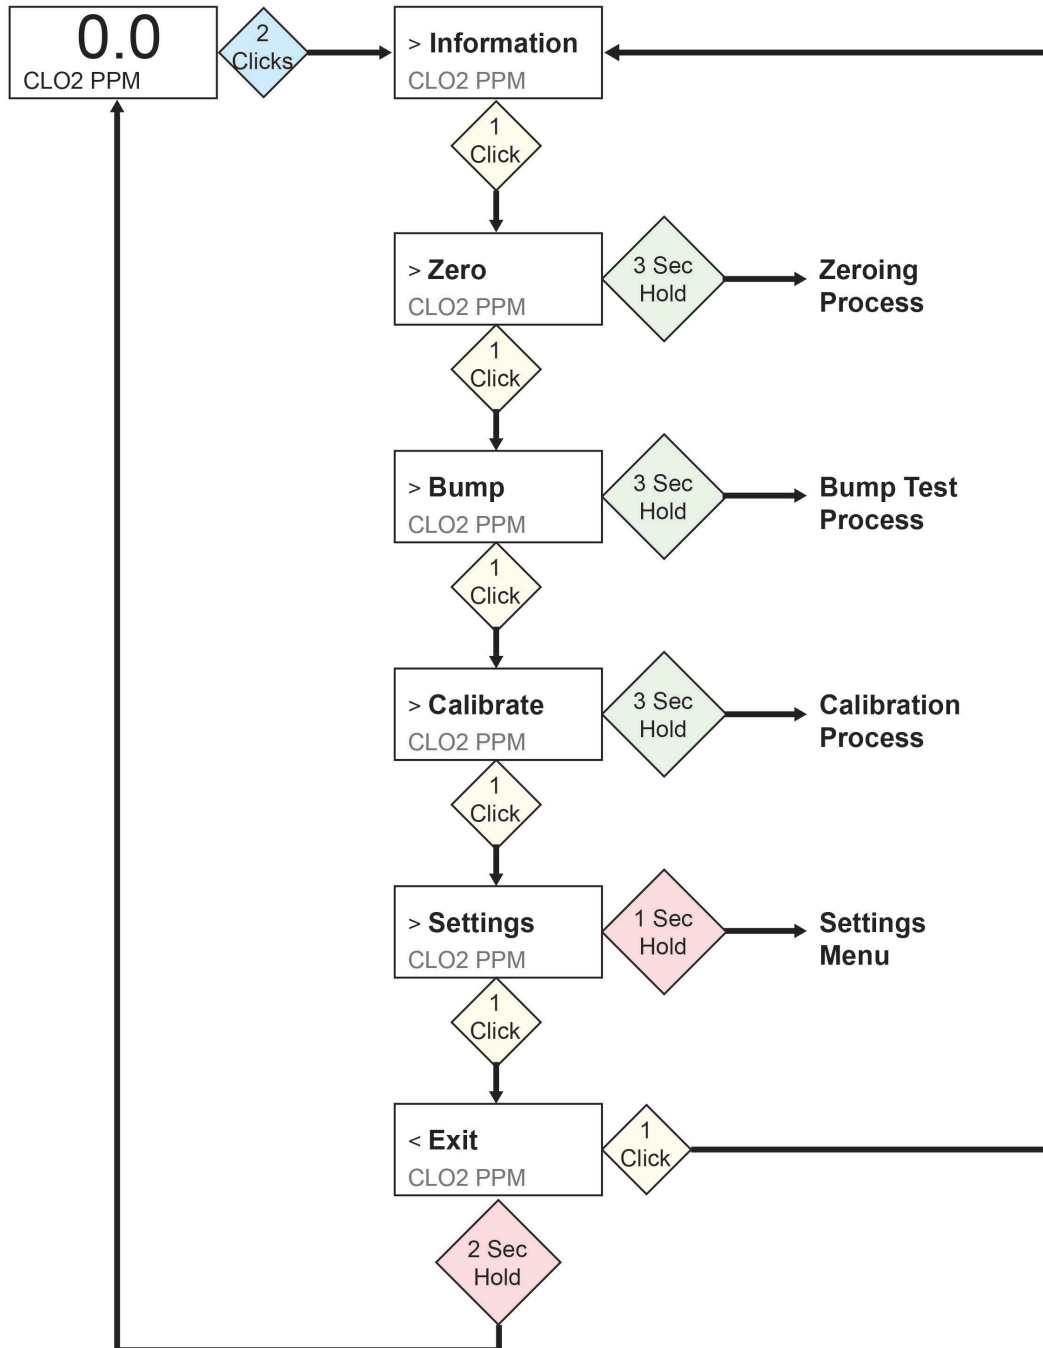 0.0
CLO2 PPM
2
Clicks
> Information
CLO2 PPM
1
Click
> Zero
CLO2 PPM
3 Sec
Hold
Zeroing
Process
1
Click
> Bump
CLO2 PPM
3 Sec
Hold
Bump Test
Process
1
Click
> Calibrate
CLO2 PPM
3 Sec
Hold
Calibration
Process
1
Click
> Settings
CLO2 PPM
1 Sec
Hold
Settings
Menu
1
Click
< Exit
CLO2 PPM
1
Click
2 Sec
Hold